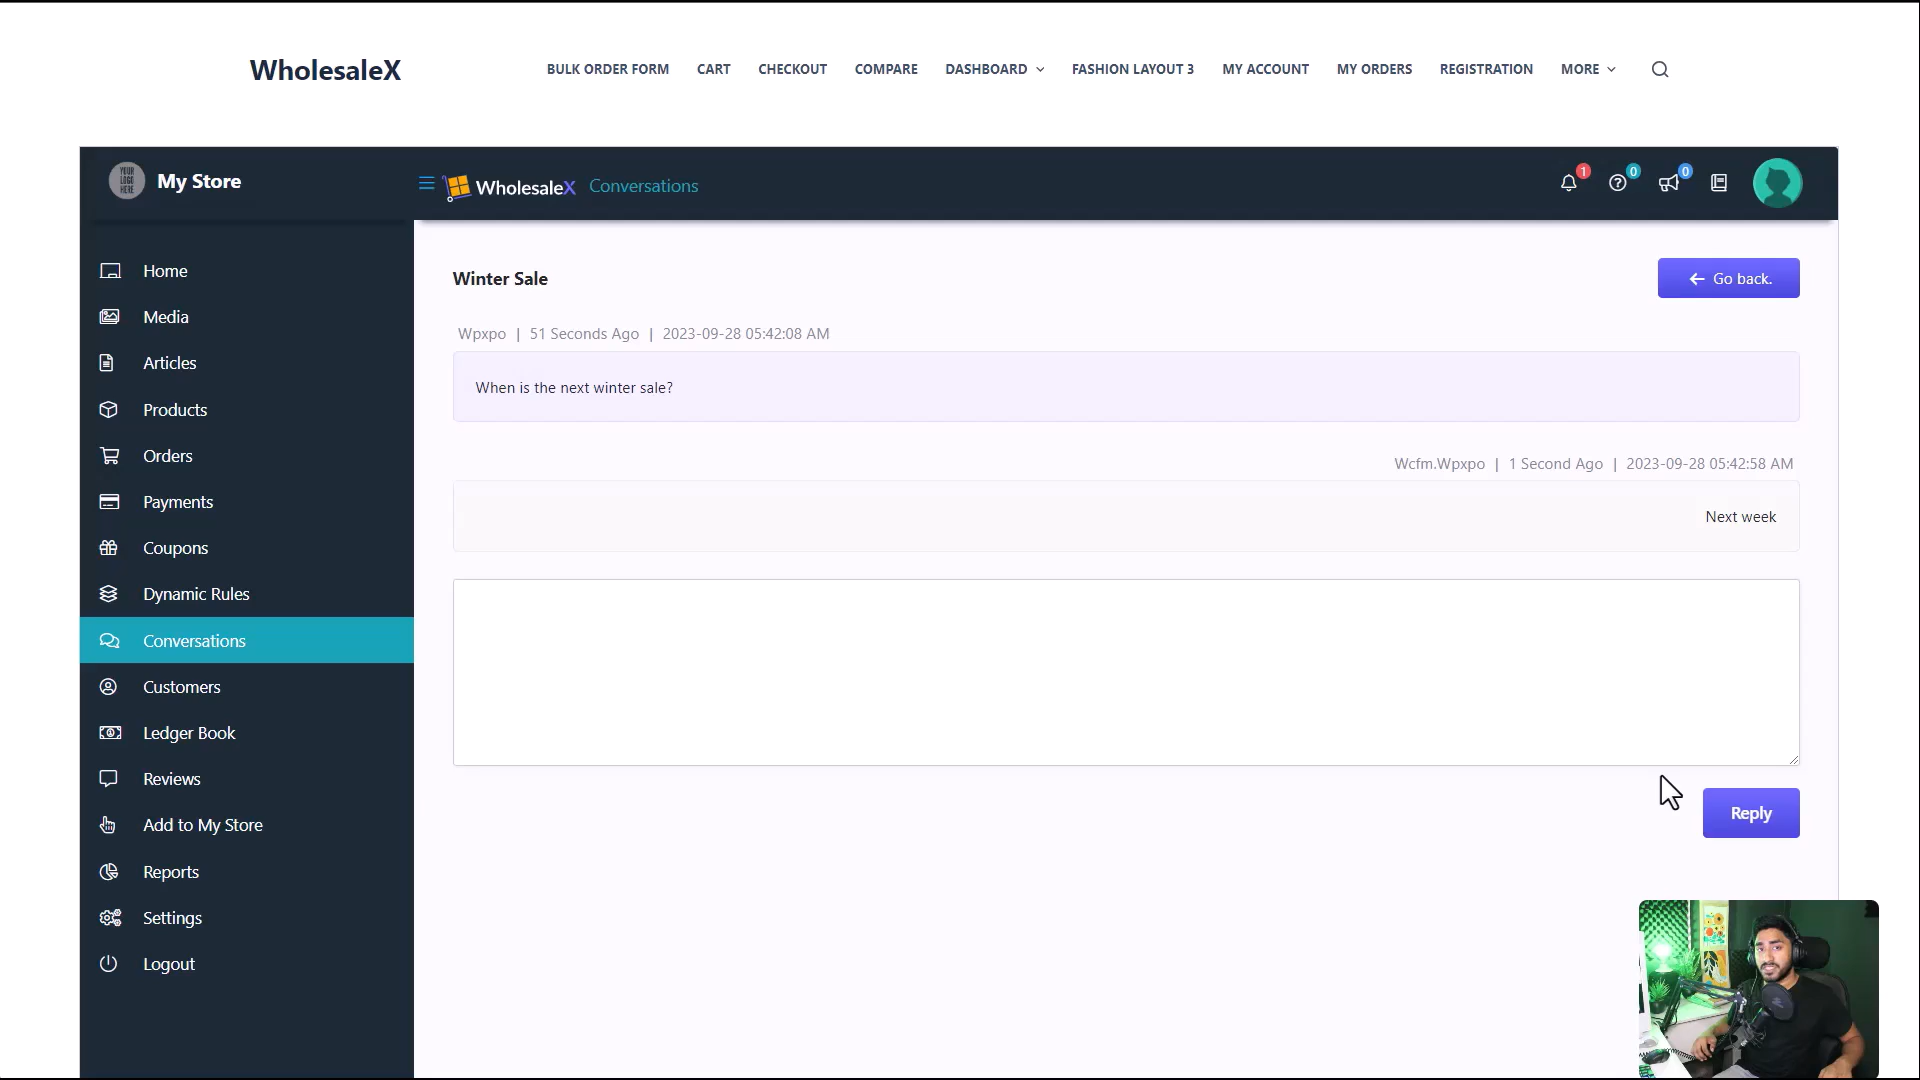 WholesaleX
BULK ORDER FORM CART CHECKOUT COMPARE DASHBOARD FASHION LAYOUT 3 MY ACCOUNT MY ORDERS REGISTRATION MORE
YOUR LOGO HERE
My Store
WholesaleX Conversations
1 0 0
Home
Media
Articles
Products
Orders
Payments
Coupons
Dynamic Rules
Conversations
Customers
Ledger Book
Reviews
Add to My Store
Reports
Settings
Logout
Winter Sale
Go back.
Wpxpo | 51 Seconds Ago | 2023-09-28 05:42:08 AM
When is the next winter sale?
Wcfm.Wpxpo | 1 Second Ago | 2023-09-28 05:42:58 AM
Next week
Reply